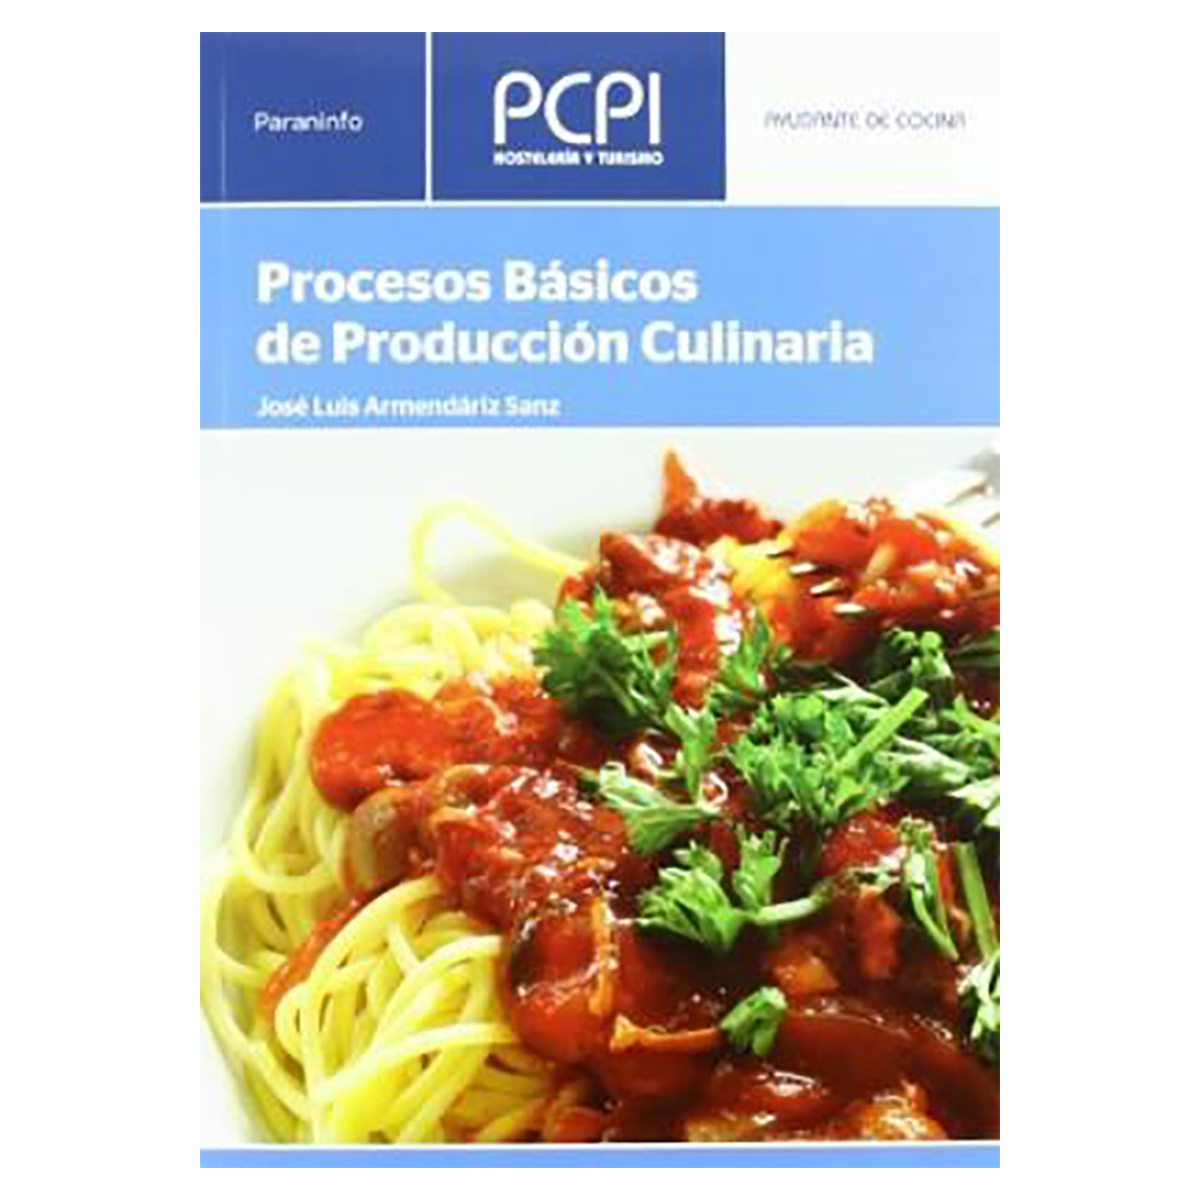 Paraninfo
PCPI
HOSTELERÍA Y TURISMO
AYUDANTE DE COCINA
Procesos Básicos
de Producción Culinaria
José Luis Armendáriz Sanz